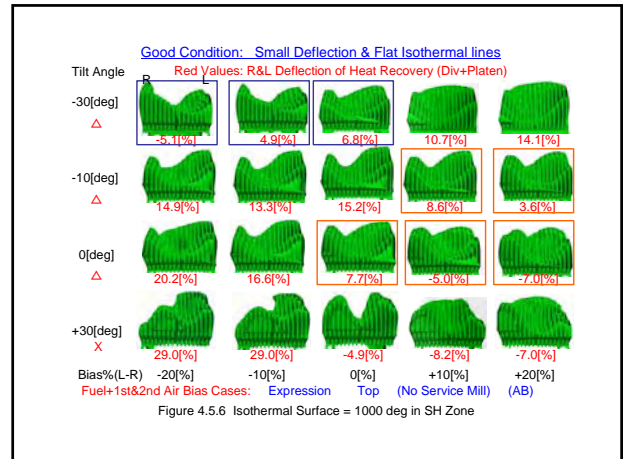 Good Condition: Small Deflection & Flat Isothermal lines
Tilt Angle Red Values: R&L Deflection of Heat Recovery (Div+Platen)
R L
-30[deg]
△
-5.1[%] 4.9[%] 6.8[%] 10.7[%] 14.1[%]
-10[deg]
△
14.9[%] 13.3[%] 15.2[%] 8.6[%] 3.6[%]
0[deg]
△
20.2[%] 16.6[%] 7.7[%] -5.0[%] -7.0[%]
+30[deg]
X
29.0[%] 29.0[%] -4.9[%] -8.2[%] -7.0[%]
Bias%(L-R) -20[%] -10[%] 0[%] +10[%] +20[%]
Fuel+1st&2nd Air Bias Cases: Expression Top (No Service Mill) (AB)
Figure 4.5.6 Isothermal Surface = 1000 deg in SH Zone